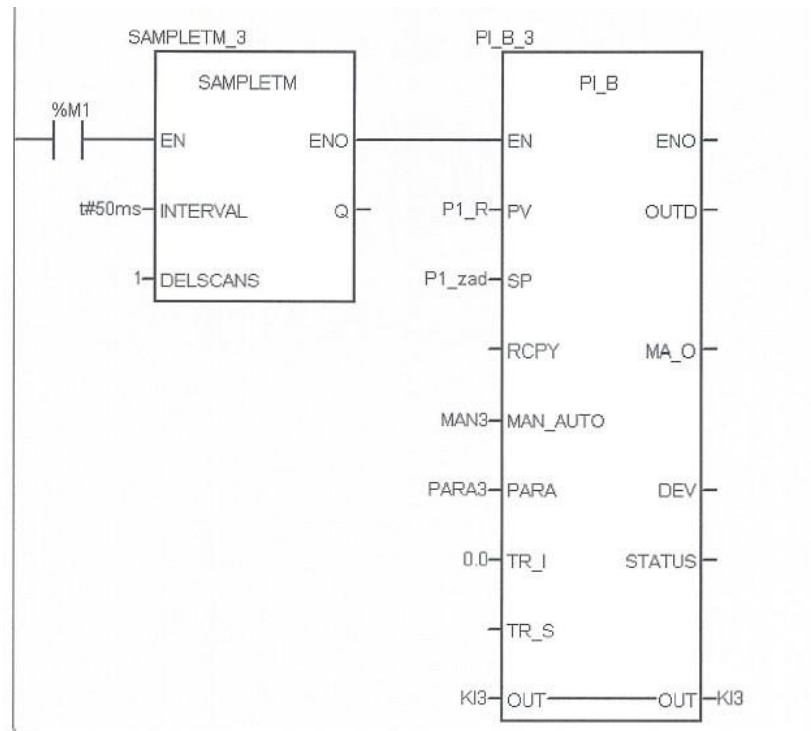 SAMPLETM_3 PI_B_3
SAMPLETM PI_B
%M1
EN ENO EN ENO
t#50ms INTERVAL Q P1_R PV OUTD
1 DELSCANS P1_zad SP
RCPY MA_O
MAN3 MAN_AUTO
PARA3 PARA DEV
0.0 TR_I STATUS
TR_S
KI3 OUT OUT KI3